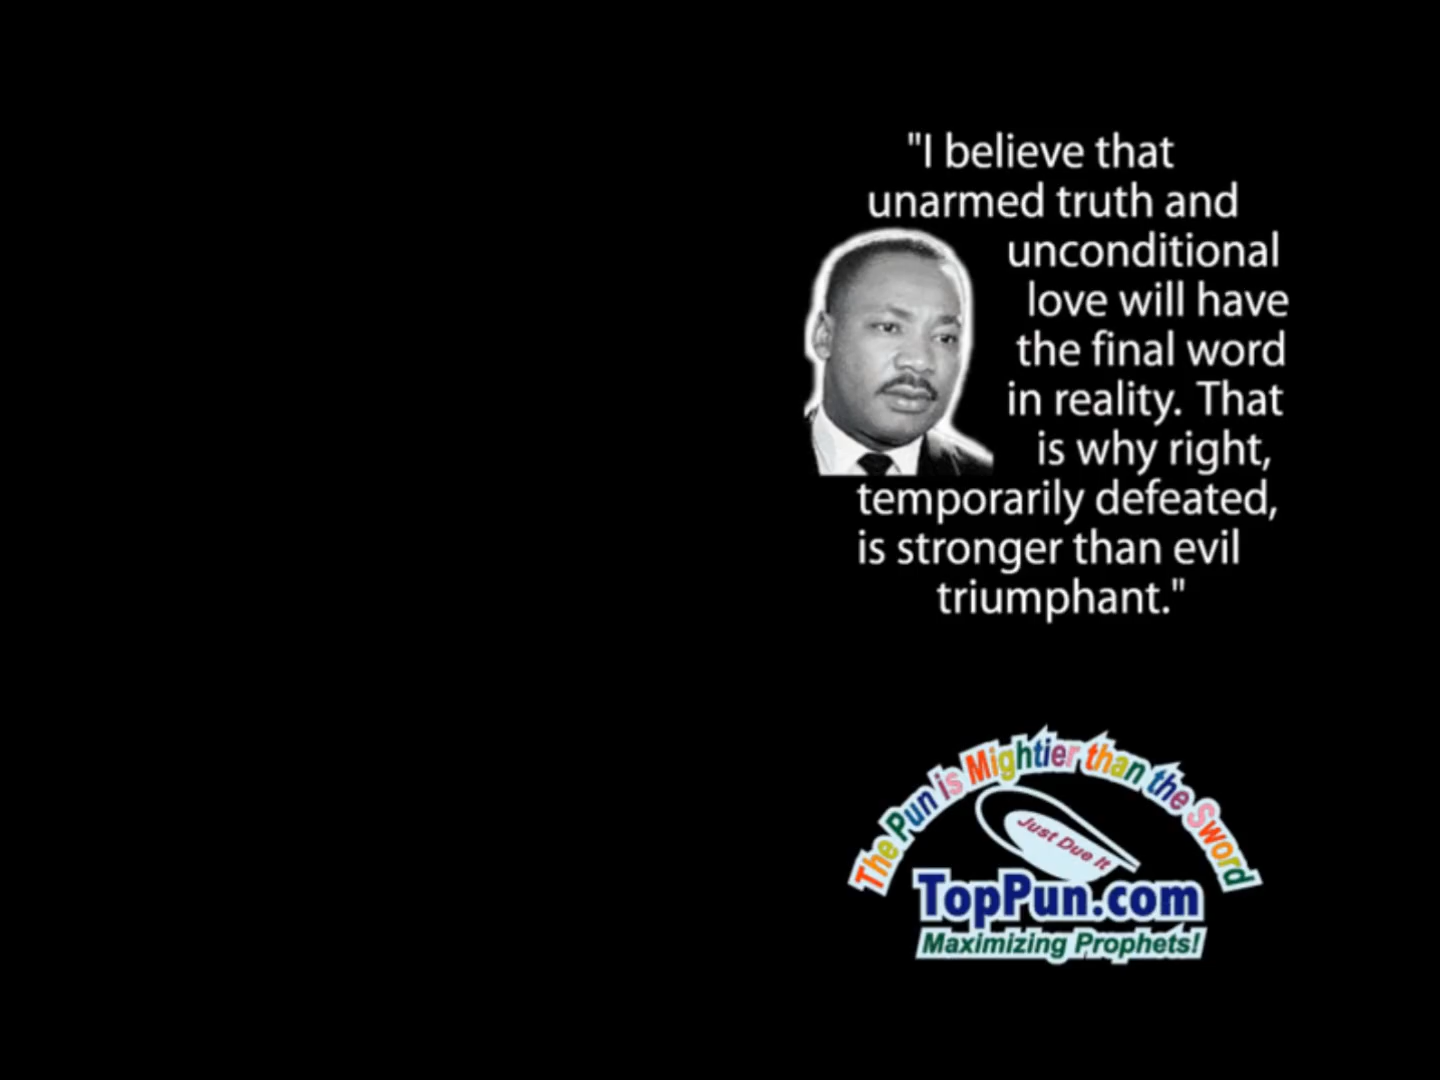 "I believe that
unarmed truth and
unconditional
love will have
the final word
in reality. That
is why right,
temporarily defeated,
is stronger than evil
triumphant."
The Pun is Mightier than the Sword
Just Due It
TopPun.com
Maximizing Prophets!